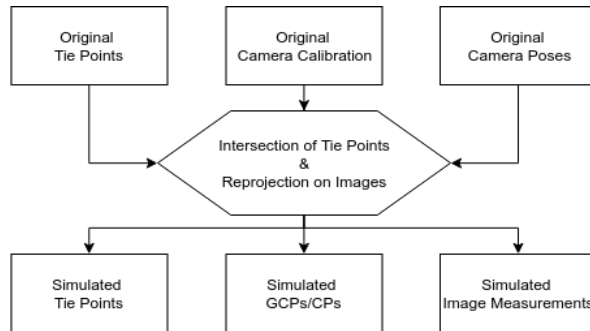 Original
Tie Points
Original
Camera Calibration
Original
Camera Poses
Intersection of Tie Points
&
Reprojection on Images
Simulated
Tie Points
Simulated
GCPs/CPs
Simulated
Image Measurements